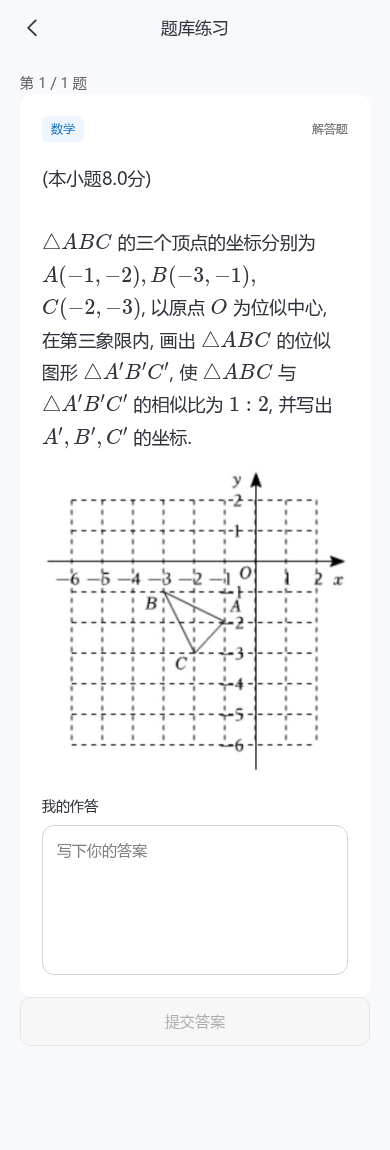 题库练习
第 1 / 1 题
数学
解答题
(本小题8.0分)
△ABC 的三个顶点的坐标分别为
A(−1,−2), B(−3,−1),
C(−2,−3), 以原点 O 为位似中心,
在第三象限内, 画出 △ABC 的位似
图形 △A′B′C′, 使 △ABC 与
△A′B′C′ 的相似比为 1 : 2, 并写出
A′, B′, C′ 的坐标.
y
2
1
−6 −5 −4 −3 −2 −1 O 1 2 x
−1
B
A
−2
−3
C
−4
−5
−6
我的作答
写下你的答案
提交答案